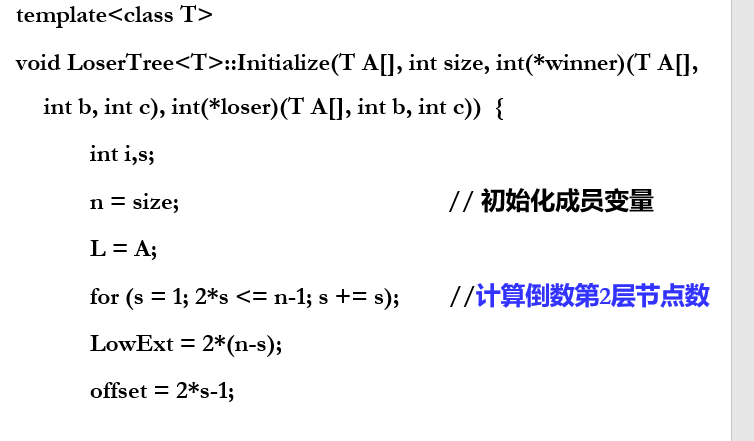 template<class T>
void LoserTree<T>::Initialize(T A[], int size, int(*winner)(T A[],
int b, int c), int(*loser)(T A[], int b, int c)) {
int i,s;
n = size; // 初始化成员变量
L = A;
for (s = 1; 2*s <= n-1; s += s); //计算倒数第2层节点数
LowExt = 2*(n-s);
offset = 2*s-1;